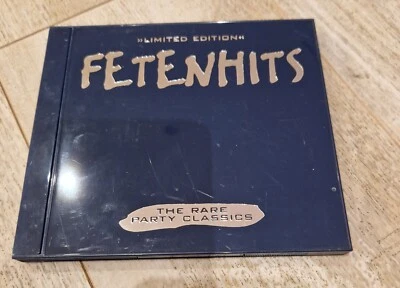 »LIMITED EDITION«
FETENHITS
THE RARE
PARTY CLASSICS